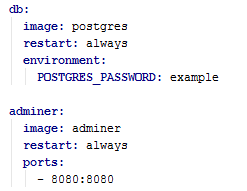 db:
  image: postgres
  restart: always
  environment:
    POSTGRES_PASSWORD: example

adminer:
  image: adminer
  restart: always
  ports:
    - 8080:8080